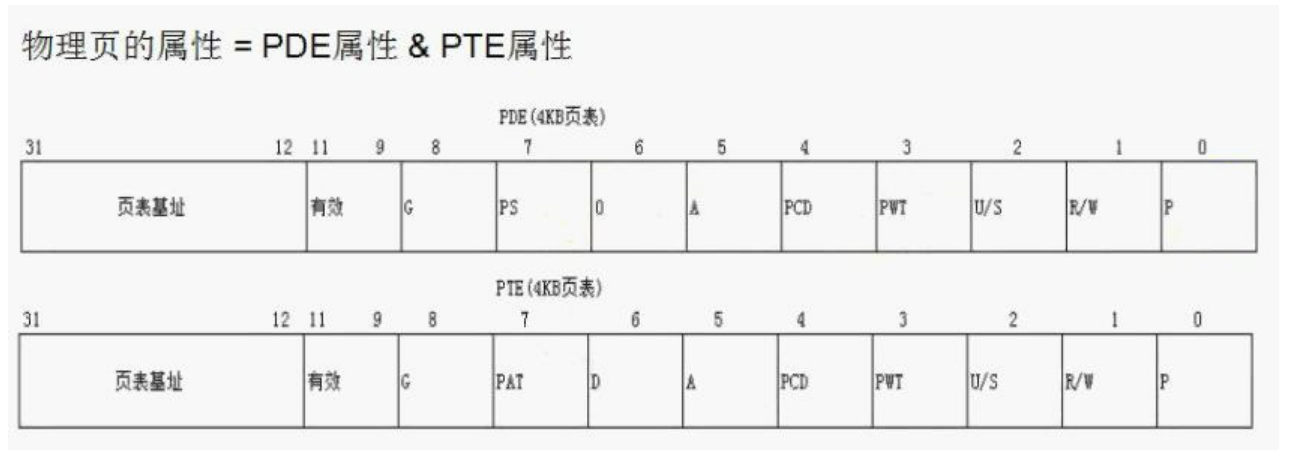 物理页的属性 = PDE属性 & PTE属性
PDE(4KB页表)
31 12 11 9 8 7 6 5 4 3 2 1 0
页表基址 有效 G PS 0 A PCD PWT U/S R/W P
PTE(4KB页表)
31 12 11 9 8 7 6 5 4 3 2 1 0
页表基址 有效 G PAT D A PCD PWT U/S R/W P